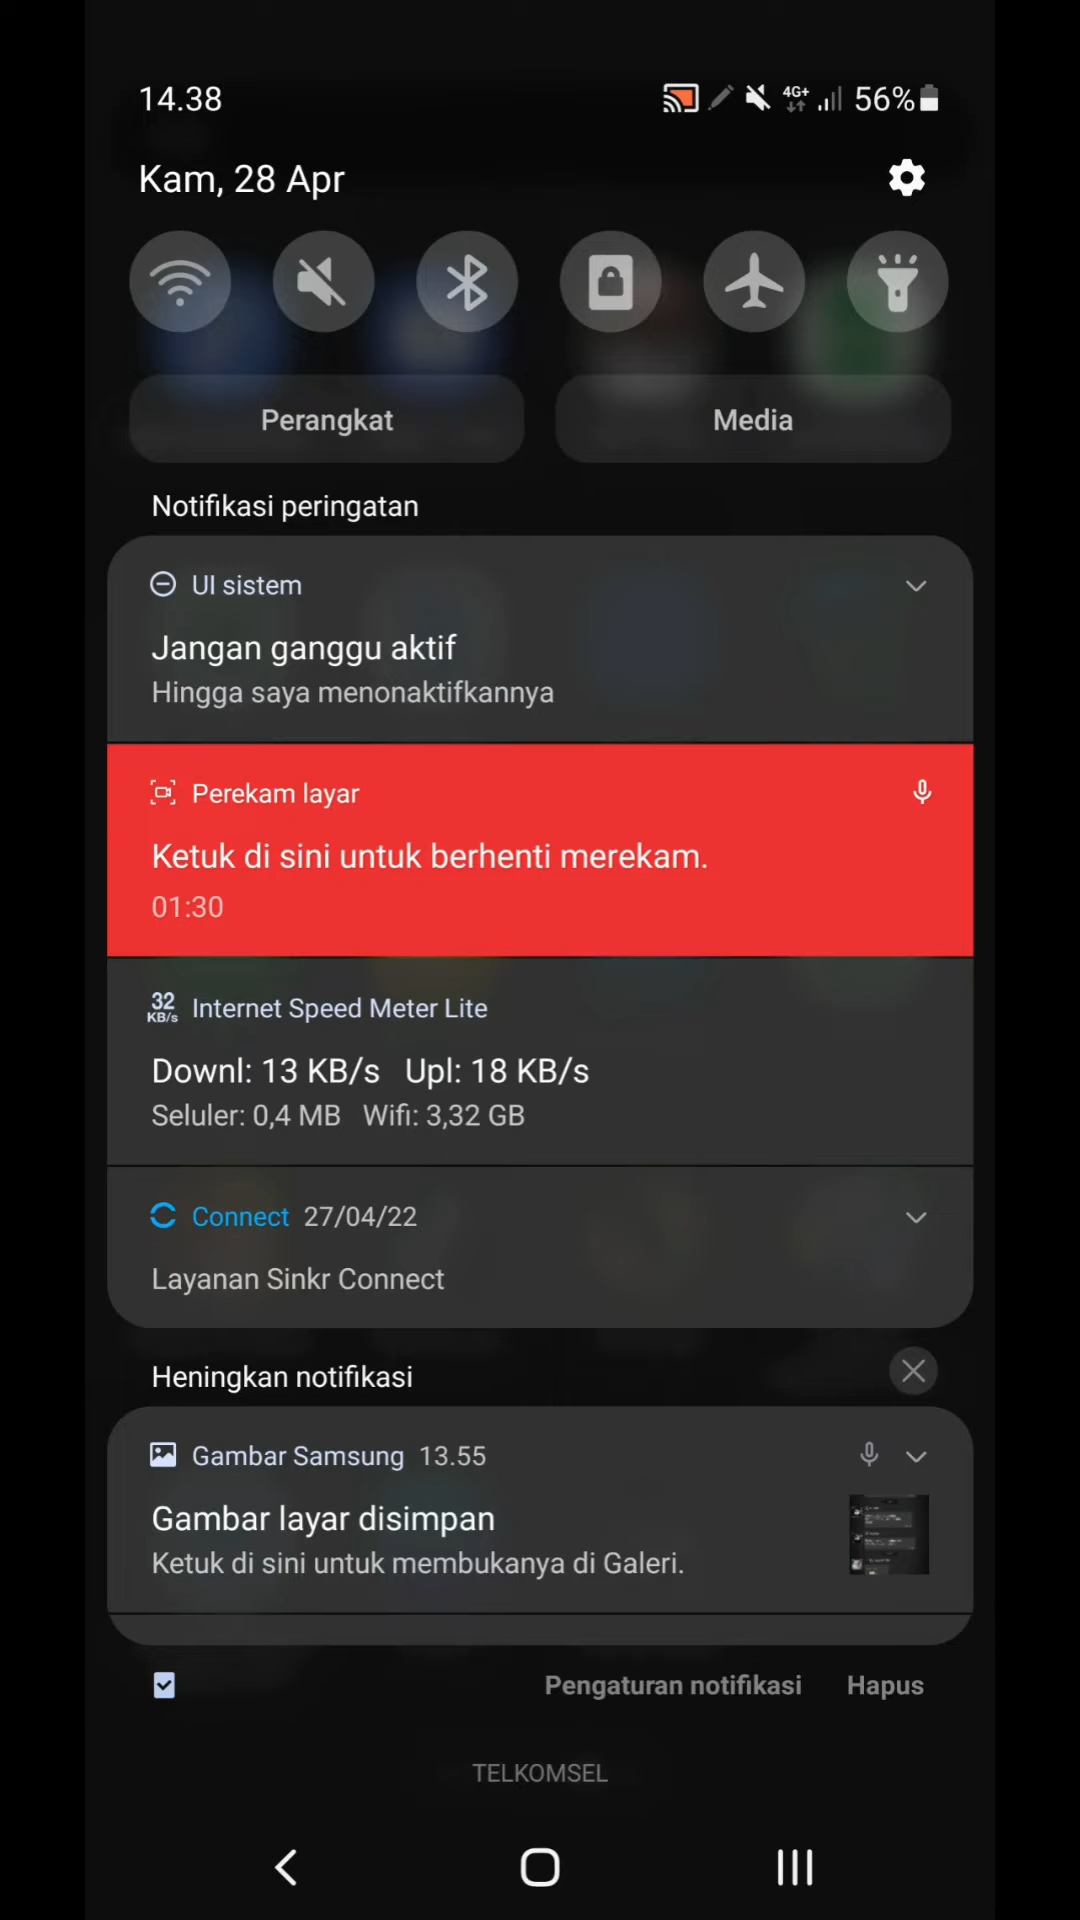 14.38
4G+
56%
Kam, 28 Apr
Perangkat
Media
Notifikasi peringatan
UI sistem
Jangan ganggu aktif
Hingga saya menonaktifkannya
Perekam layar
Ketuk di sini untuk berhenti merekam.
01:30
32 KB/s
Internet Speed Meter Lite
Downl: 13 KB/s Upl: 18 KB/s
Seluler: 0,4 MB Wifi: 3,32 GB
Connect 27/04/22
Layanan Sinkr Connect
Heningkan notifikasi
Gambar Samsung 13.55
Gambar layar disimpan
Ketuk di sini untuk membukanya di Galeri.
Pengaturan notifikasi
Hapus
TELKOMSEL